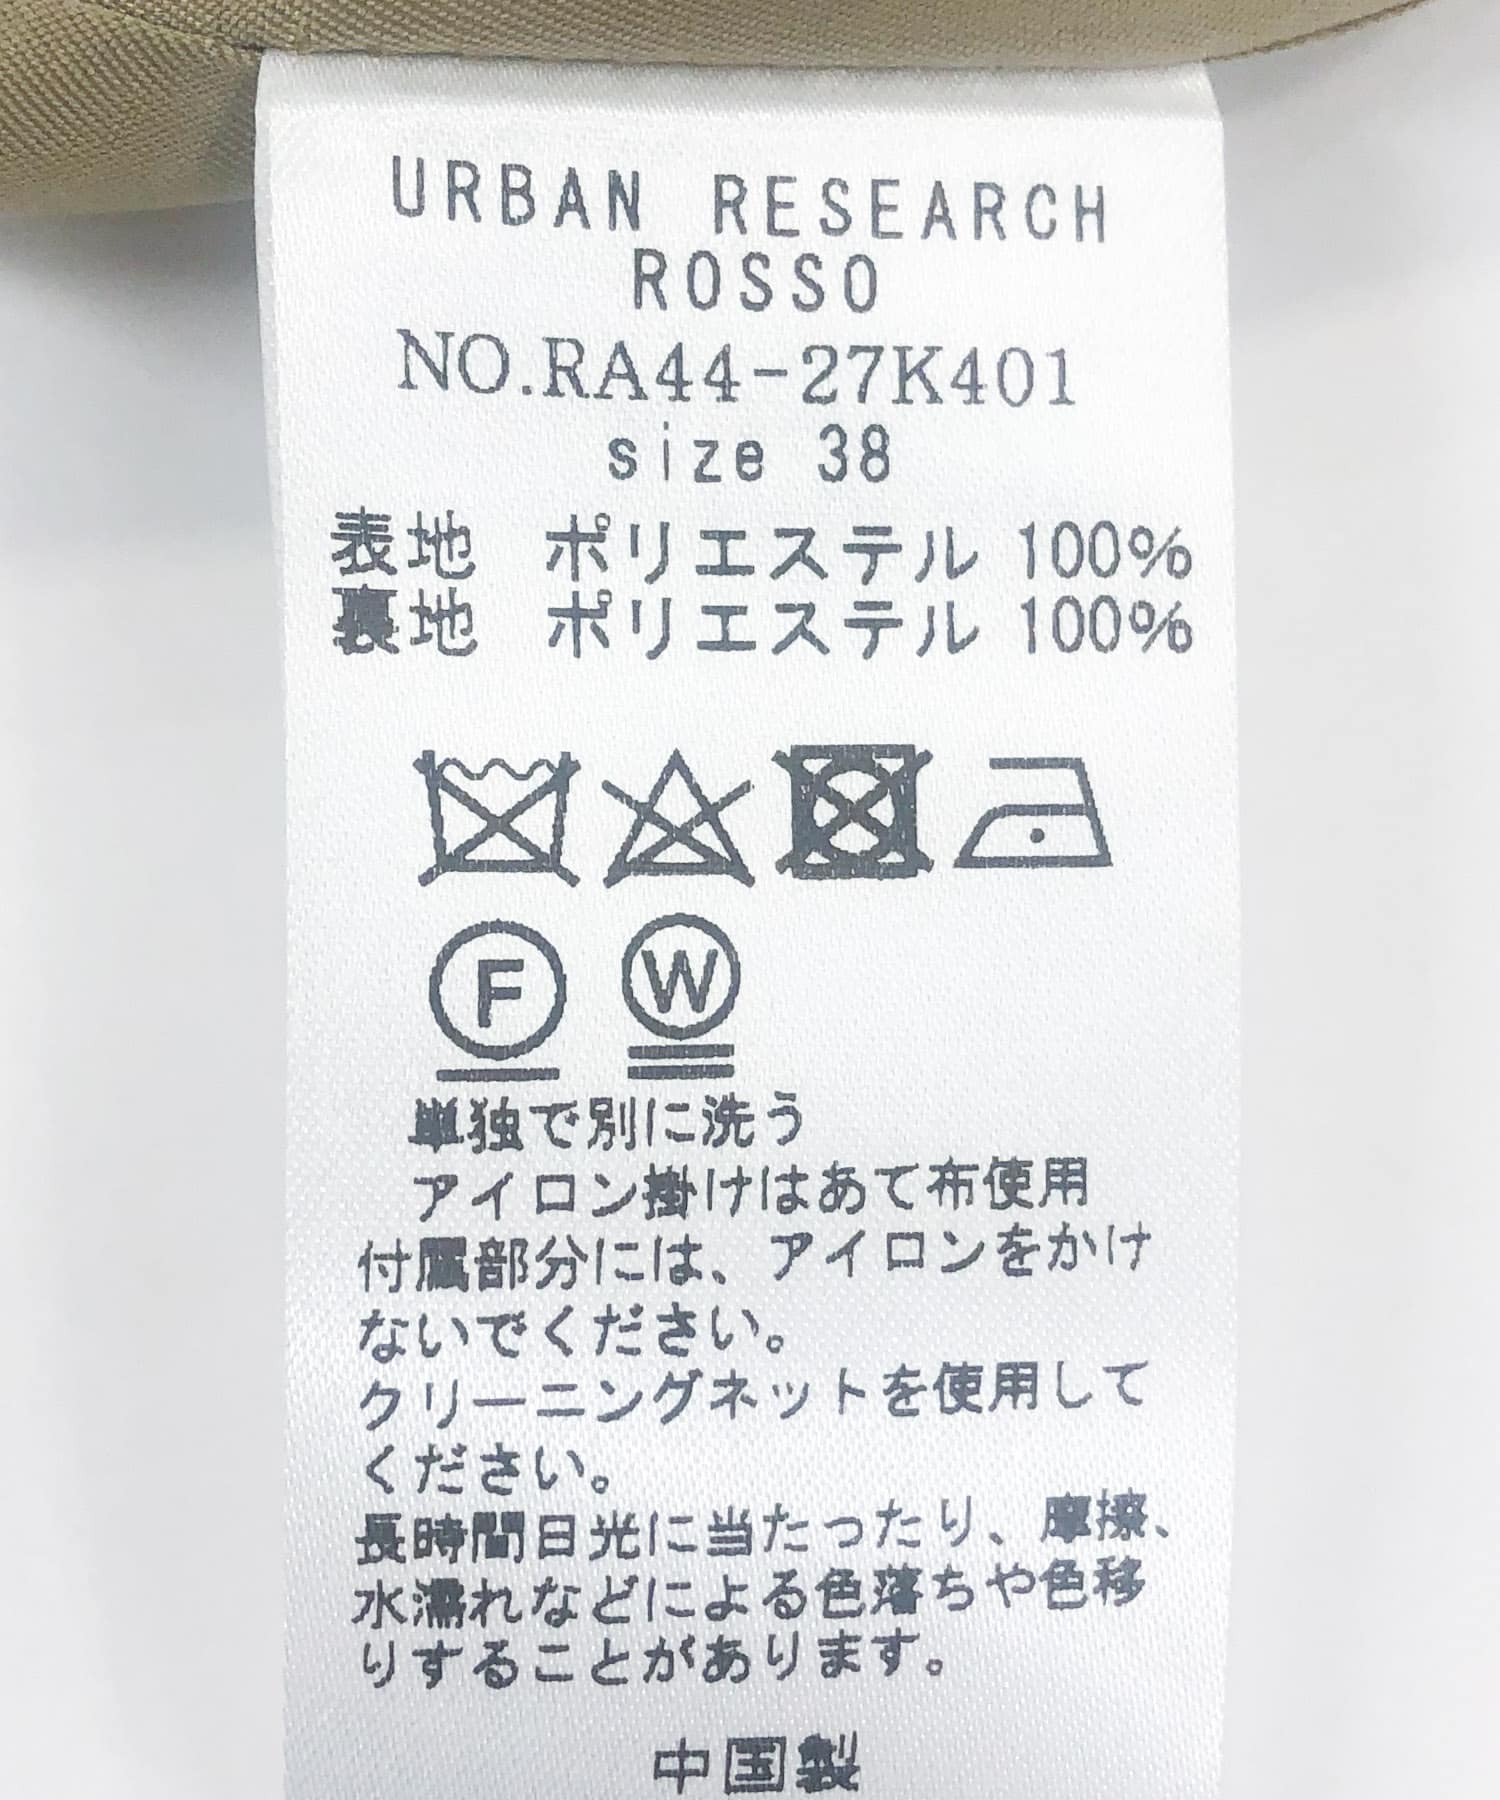 URBAN RESEARCH
ROSSO
NO.RA44-27K401
size 38
表地 ポリエステル 100%
裏地 ポリエステル 100%
F W
単独で別に洗う
アイロン掛けはあて布使用
付属部分には、アイロンをかけ
ないでください。
クリーニングネットを使用して
ください。
長時間日光に当たったり、摩擦、
水濡れなどによる色落ちや色移
りすることがあります。
中国製